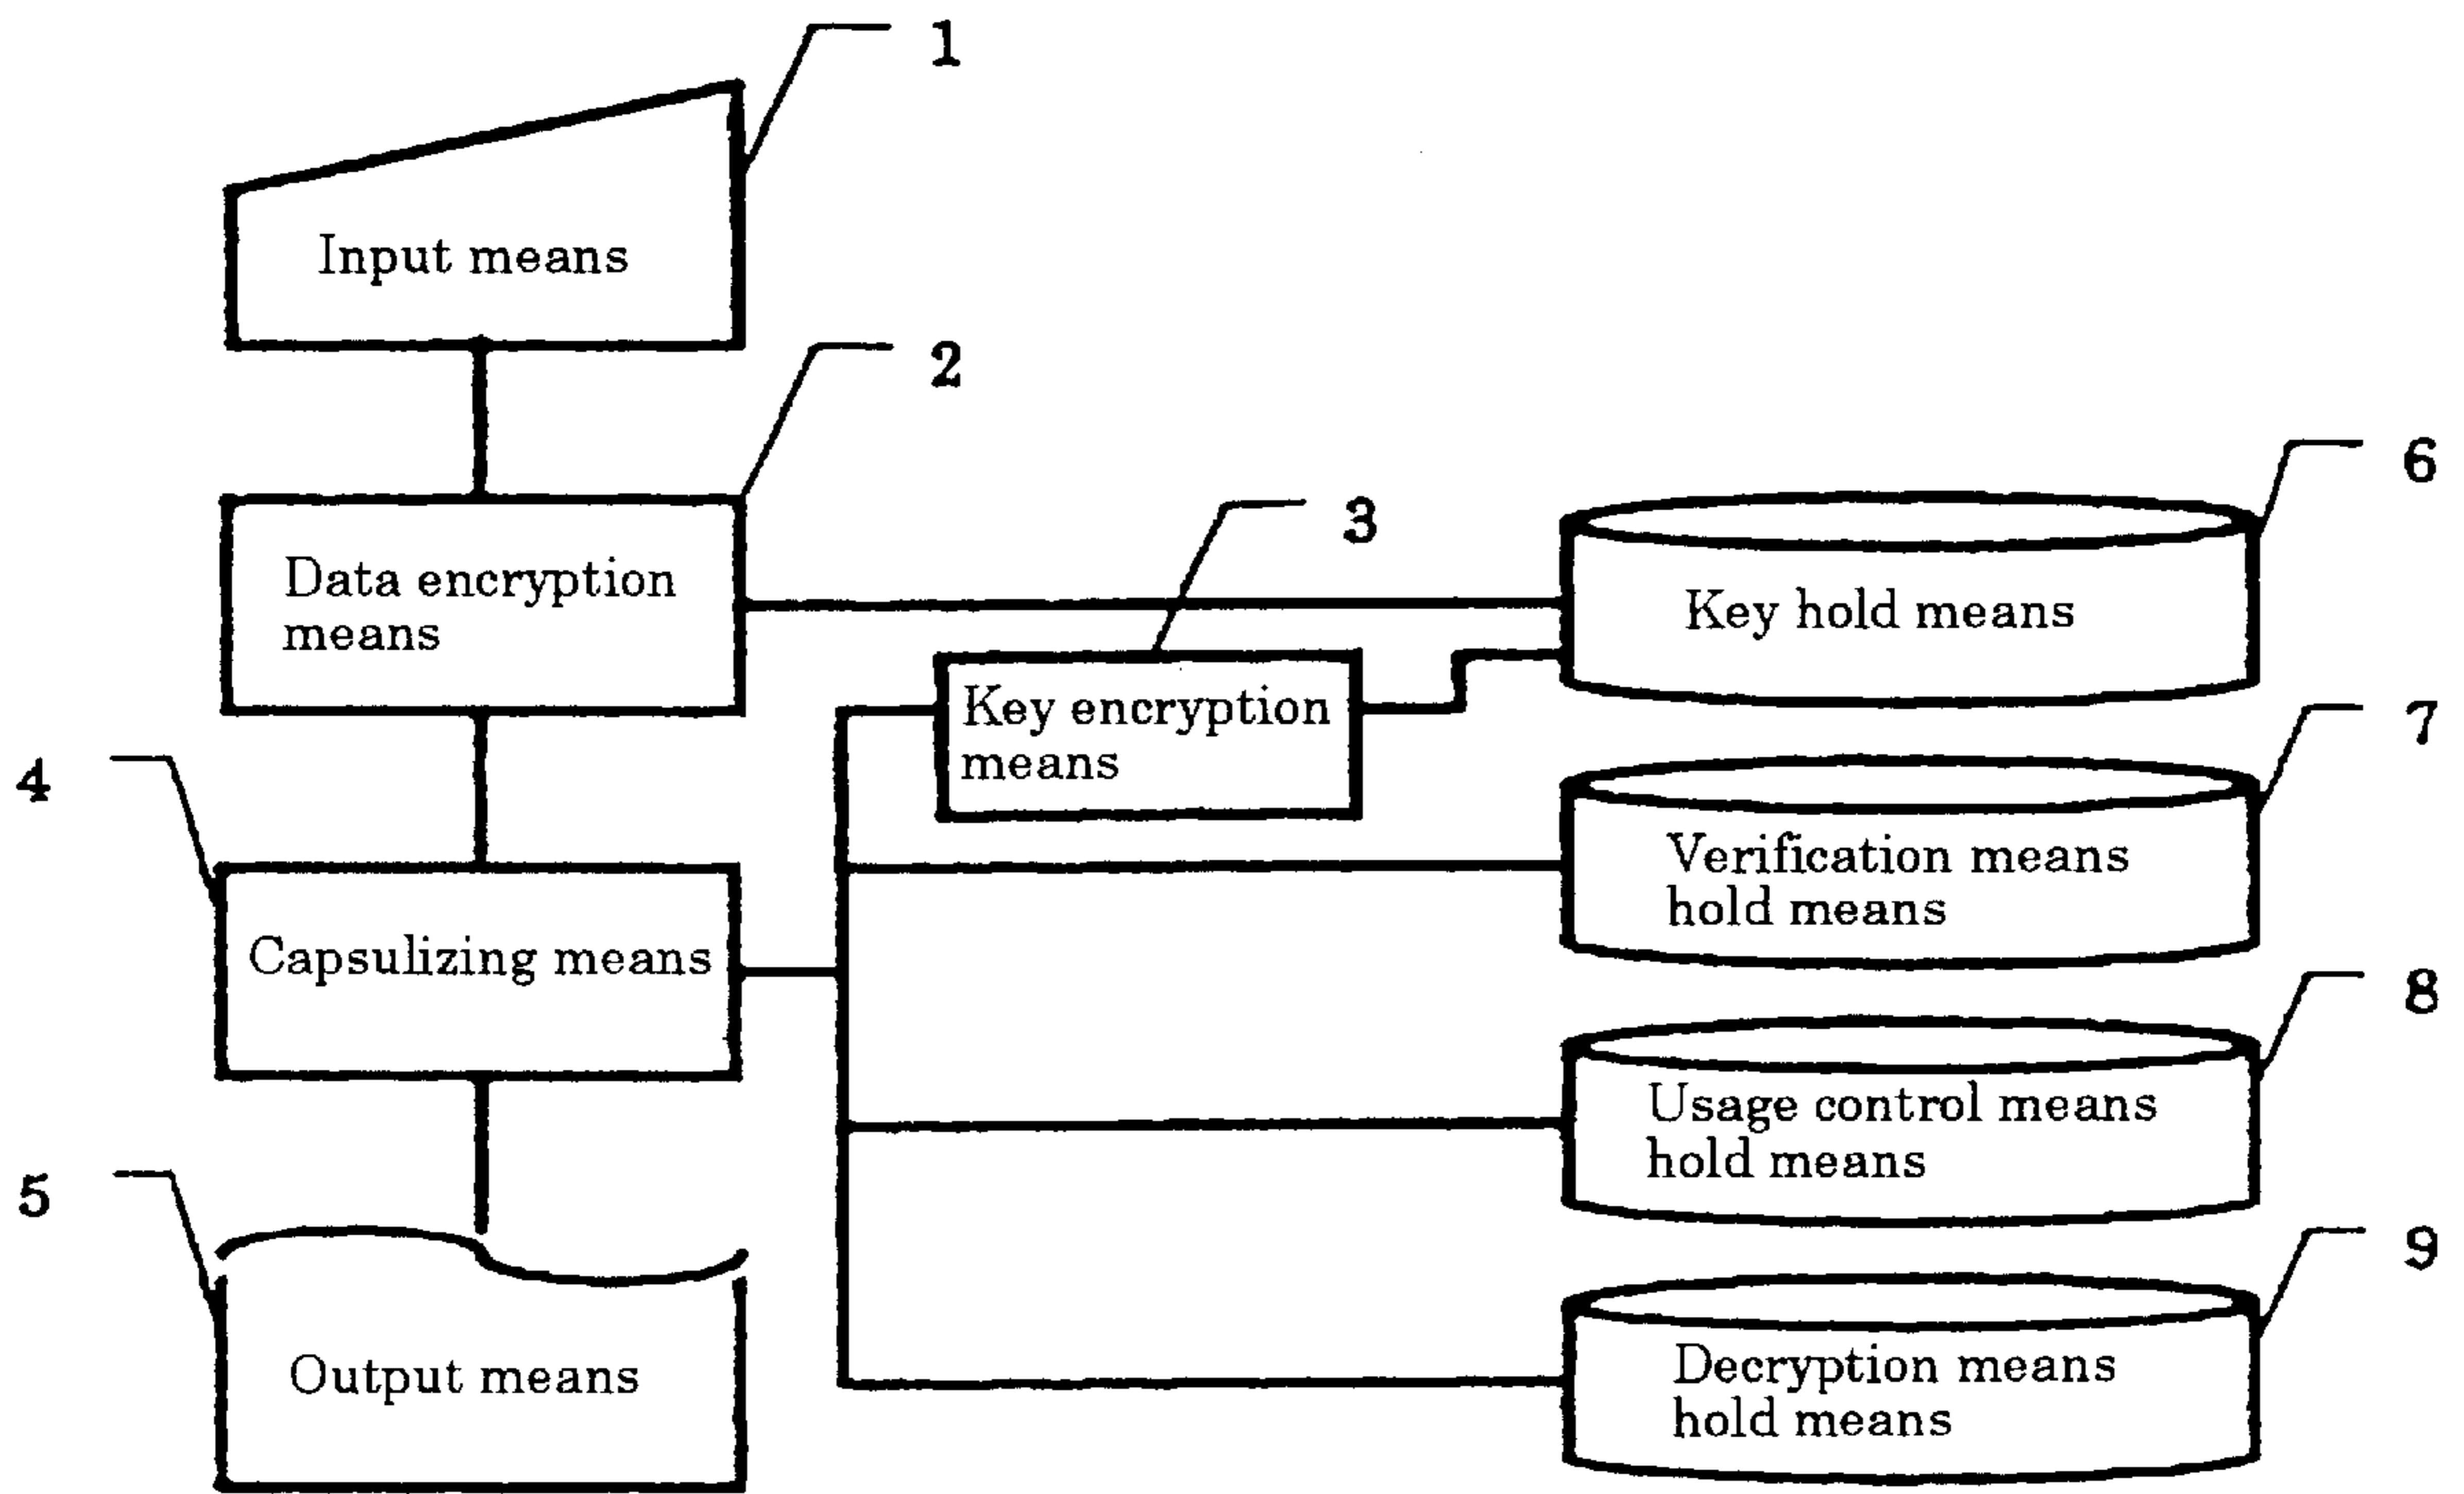 1
Input means
2
Data encryption
means
3
Key encryption
means
6
Key hold means
4
Capsulizing means
7
Verification means
hold means
8
Usage control means
hold means
5
Output means
9
Decryption means
hold means